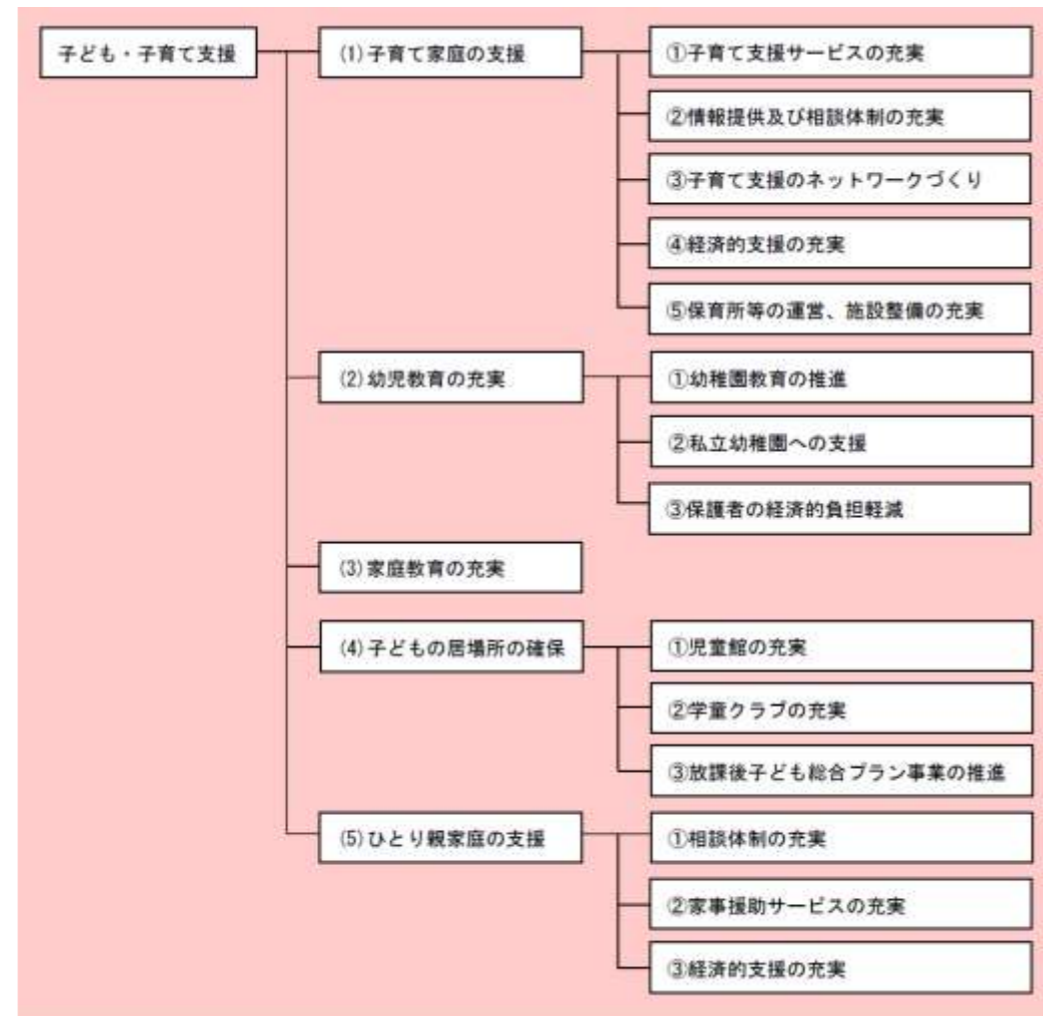 子ども・子育て支援
(1)子育て家庭の支援
①子育て支援サービスの充実
②情報提供及び相談体制の充実
③子育て支援のネットワークづくり
④経済的支援の充実
⑤保育所等の運営、施設整備の充実
(2)幼児教育の充実
①幼稚園教育の推進
②私立幼稚園への支援
③保護者の経済的負担軽減
(3)家庭教育の充実
(4)子どもの居場所の確保
①児童館の充実
②学童クラブの充実
③放課後子ども総合プラン事業の推進
(5)ひとり親家庭の支援
①相談体制の充実
②家事援助サービスの充実
③経済的支援の充実